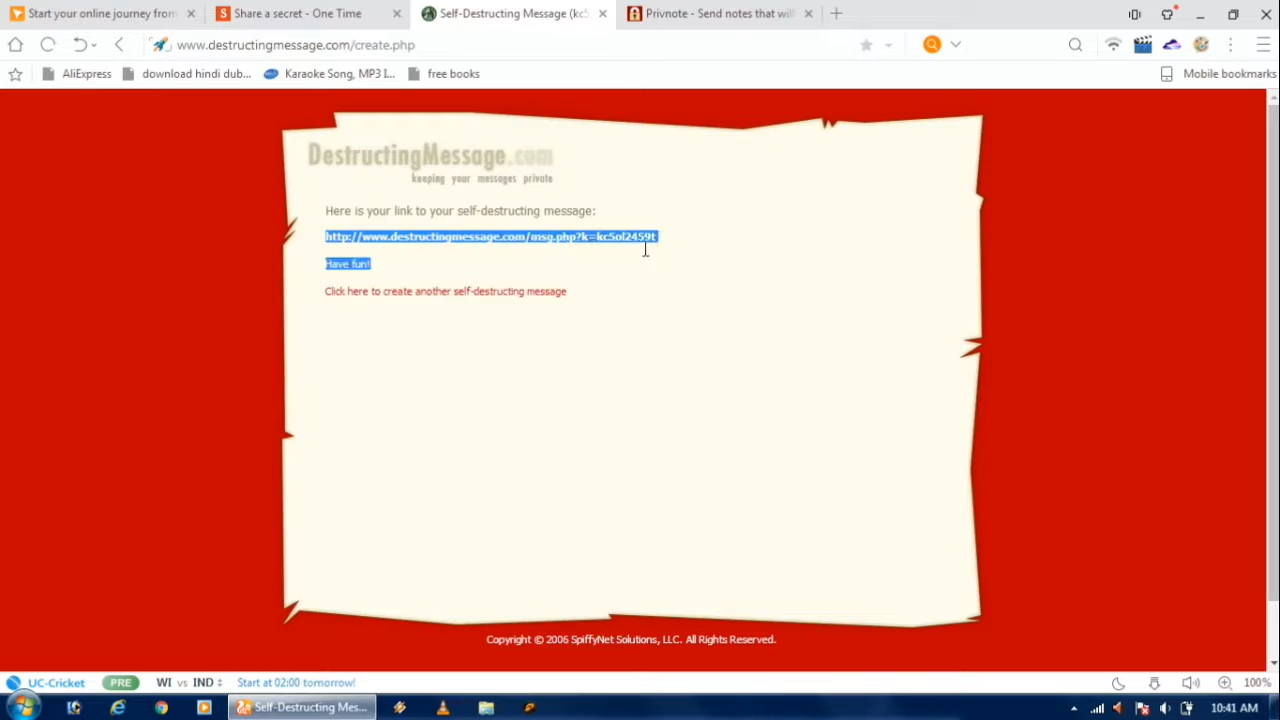 Start your online journey from
Share a secret - One Time
Self-Destructing Message (kc5
Privnote - Send notes that will
www.destructingmessage.com/create.php
AliExpress
download hindi dub...
Karaoke Song, MP3 I...
free books
Mobile bookmarks
DestructingMessage.com
keeping your messages private
Here is your link to your self-destructing message:
http://www.destructingmessage.com/msg.php?k=kc5ol2459t
Have fun!
Click here to create another self-destructing message
Copyright © 2006 SpiffyNet Solutions, LLC. All Rights Reserved.
UC-Cricket PRE WI vs IND Start at 02:00 tomorrow!
100%
Self-Destructing Mes...
10:41 AM